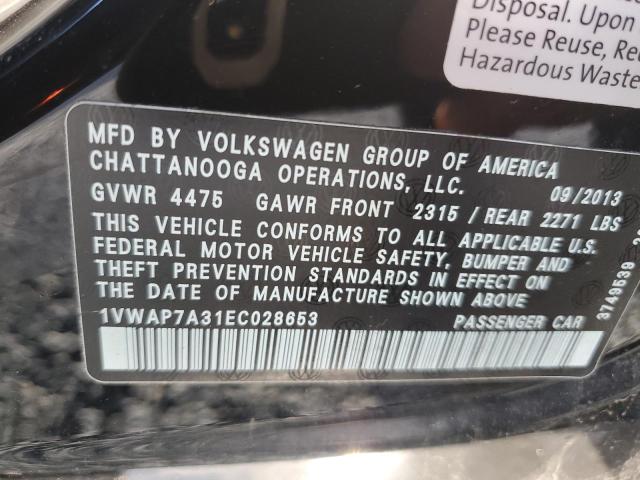 Disposal. Upon
Please Reuse, Re
Hazardous Waste
MFD BY VOLKSWAGEN GROUP OF AMERICA
CHATTANOOGA OPERATIONS, LLC. 09/2013
GVWR 4475 GAWR FRONT 2315 / REAR 2271 LBS
THIS VEHICLE CONFORMS TO ALL APPLICABLE U.S.
FEDERAL MOTOR VEHICLE SAFETY, BUMPER AND
THEFT PREVENTION STANDARDS IN EFFECT ON
THE DATE OF MANUFACTURE SHOWN ABOVE
1VWAP7A31EC028653 PASSENGER CAR
3749539